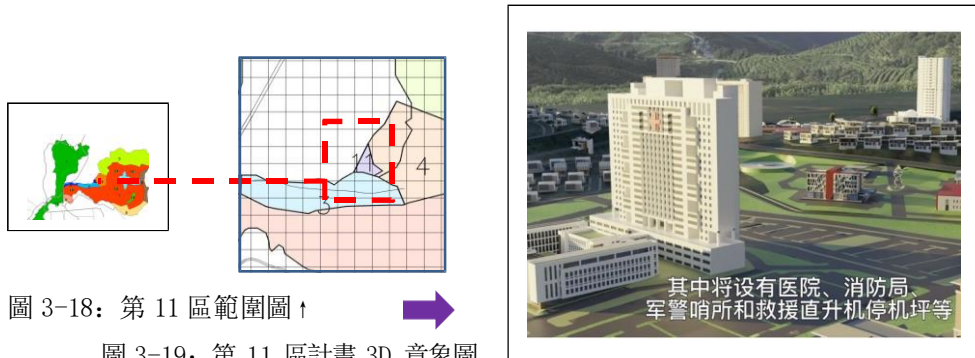 11
4
3
圖 3-18：第 11 區範圍圖↑
圖 3-19：第 11 區計畫 3D 意象圖
其中将设有医院、消防局、
军警哨所和救援直升机停机坪等